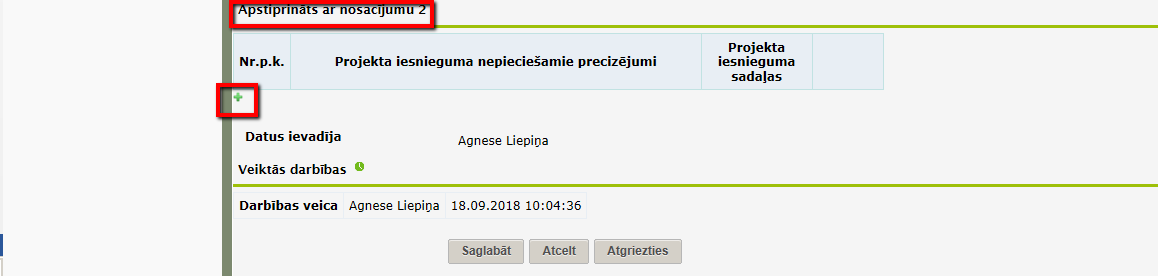 Apstiprināts ar nosacījumu 2
Nr.p.k.
Projekta iesnieguma nepieciešamie precizējumi
Projekta
iesnieguma
sadaļas
Datus ievadīja
Agnese Liepiņa
Veiktās darbības
Darbības veica Agnese Liepiņa 18.09.2018 10:04:36
Saglabāt Atcelt Atgriezties